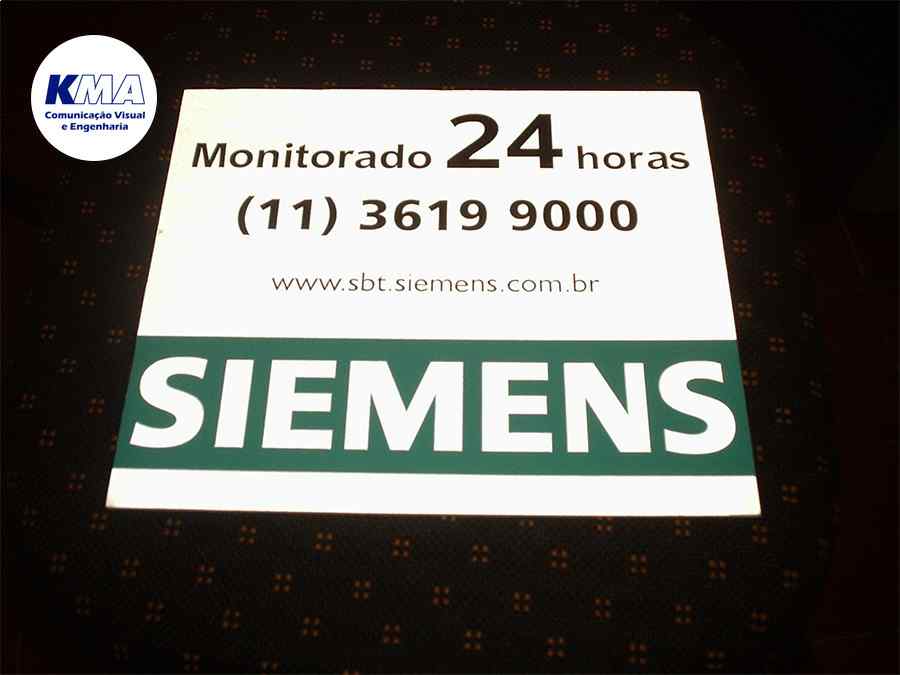 KMA
Comunicação Visual
e Engenharia
Monitorado 24 horas
(11) 3619 9000
www.sbt.siemens.com.br
SIEMENS